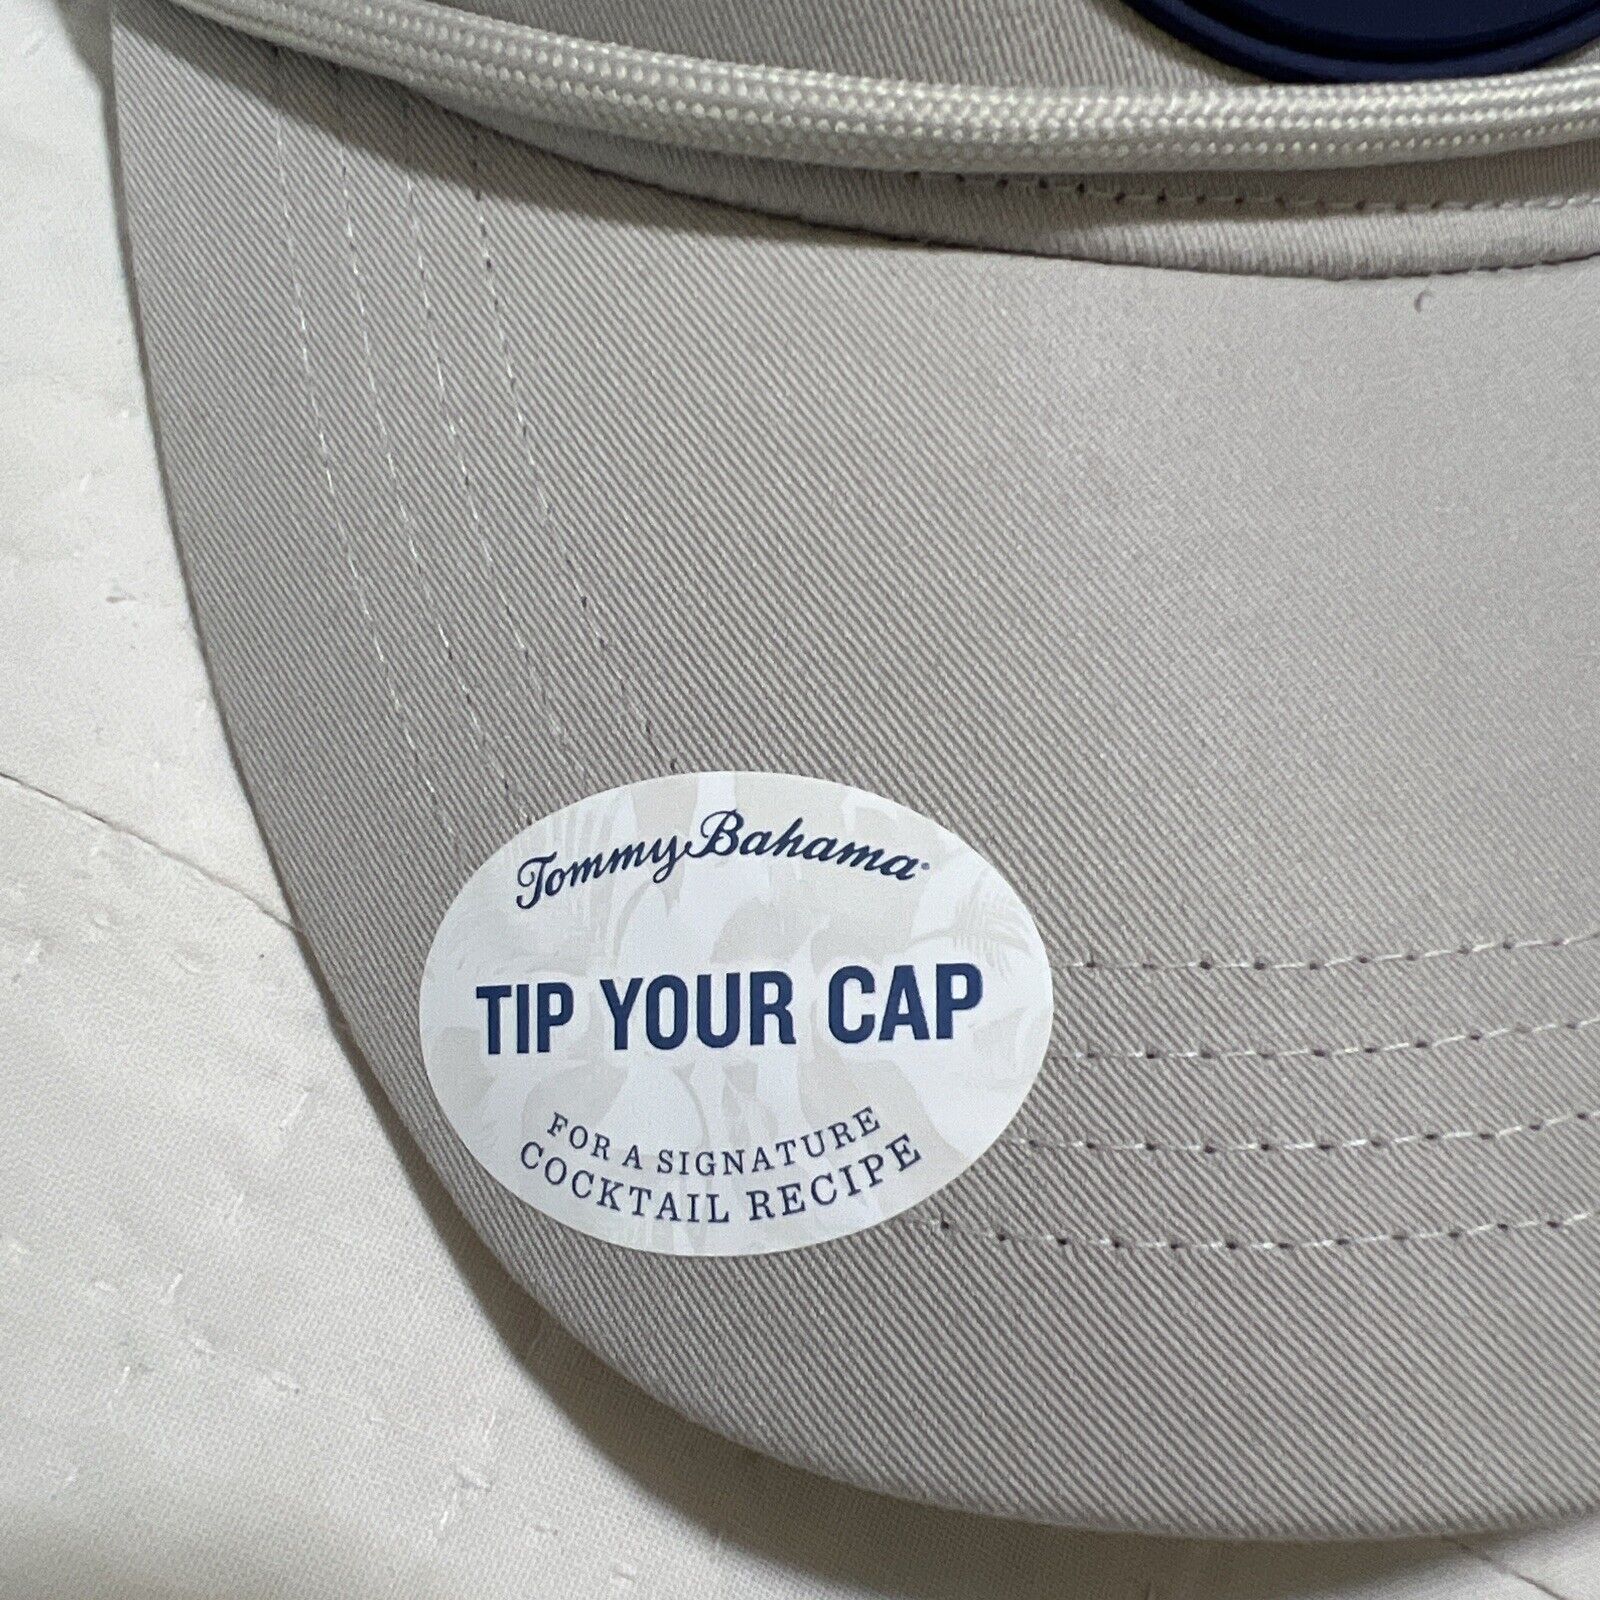 Tommy Bahama
TIP YOUR CAP
FOR A SIGNATURE
COCKTAIL RECIPE